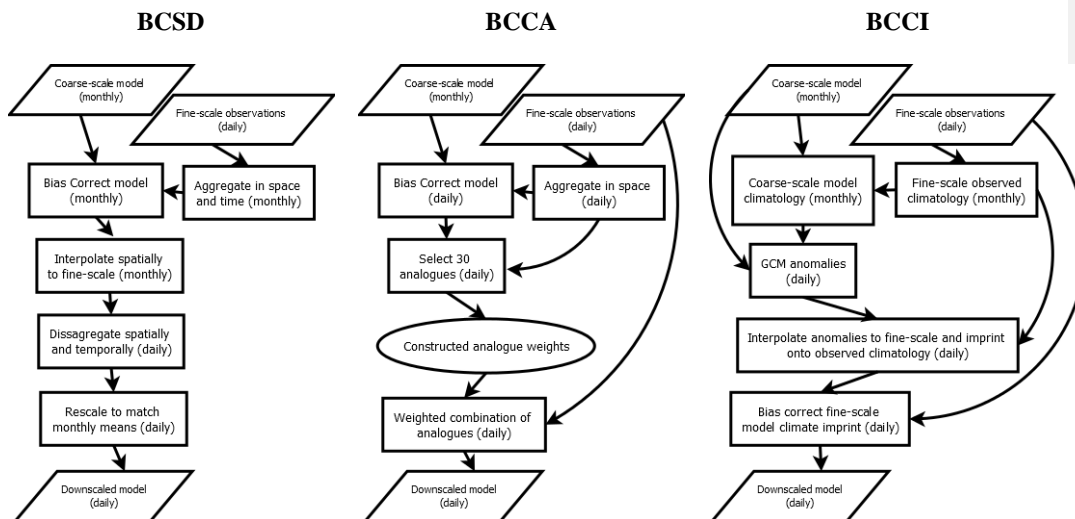 BCSD
Coarse-scale model
(monthly)
Fine-scale observations
(daily)
Bias Correct model
(monthly)
Aggregate in space
and time (monthly)
Interpolate spatially
to fine-scale (monthly)
Dissagregate spatially
and temporally (daily)
Rescale to match
monthly means (daily)
Downscaled model
(daily)
BCCA
Coarse-scale model
(monthly)
Fine-scale observations
(daily)
Bias Correct model
(daily)
Aggregate in space
(daily)
Select 30
analogues (daily)
Constructed analogue weights
Weighted combination of
analogues (daily)
Downscaled model
(daily)
BCCI
Coarse-scale model
(monthly)
Fine-scale observations
(daily)
Coarse-scale model
climatology (monthly)
Fine-scale observed
climatology (monthly)
GCM anomalies
(daily)
Interpolate anomalies to fine-scale and imprint
onto observed climatology (daily)
Bias correct fine-scale
model climate imprint (daily)
Downscaled model
(daily)